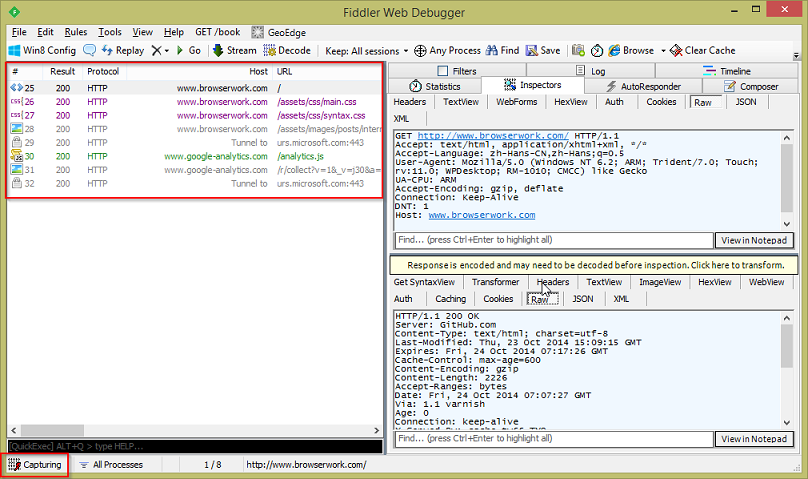 Fiddler Web Debugger
File Edit Rules Tools View Help GET /book GeoEdge
Win8 Config Replay Go Stream Decode Keep: All sessions Any Process Find Save Browse Clear Cache
# Result Protocol Host URL
25 200 HTTP www.browserwork.com /
26 200 HTTP www.browserwork.com /assets/css/main.css
27 200 HTTP www.browserwork.com /assets/css/syntax.css
28 200 HTTP www.browserwork.com /assets/images/posts/inter
29 200 HTTP Tunnel to urs.microsoft.com:443
30 200 HTTP www.google-analytics.com /analytics.js
31 200 HTTP www.google-analytics.com /r/collect?v=1&_v=j30&a=
32 200 HTTP Tunnel to urs.microsoft.com:443
[QuickExec] ALT+Q > type HELP...
Filters Log Timeline
Statistics Inspectors AutoResponder Composer
Headers TextView WebForms HexView Auth Cookies Raw JSON
XML
GET http://www.browserwork.com/ HTTP/1.1
Accept: text/html, application/xhtml+xml, */*
Accept-Language: zh-Hans-CN,zh-Hans;q=0.5
User-Agent: Mozilla/5.0 (Windows NT 6.2; ARM; Trident/7.0; Touch;
rv:11.0; WPDesktop; RM-1010; CMCC) like Gecko
UA-CPU: ARM
Accept-Encoding: gzip, deflate
Connection: Keep-Alive
DNT: 1
Host: www.browserwork.com
Find... (press Ctrl+Enter to highlight all) View in Notepad
Response is encoded and may need to be decoded before inspection. Click here to transform.
Get SyntaxView Transformer Headers TextView ImageView HexView WebView
Auth Caching Cookies Raw JSON XML
HTTP/1.1 200 OK
Server: GitHub.com
Content-Type: text/html; charset=utf-8
Last-Modified: Thu, 23 Oct 2014 15:09:15 GMT
Expires: Fri, 24 Oct 2014 07:17:26 GMT
Cache-Control: max-age=600
Content-Encoding: gzip
Content-Length: 2226
Accept-Ranges: bytes
Date: Fri, 24 Oct 2014 07:07:27 GMT
Via: 1.1 varnish
Age: 0
Connection: keep-alive
Find... (press Ctrl+Enter to highlight all) View in Notepad
Capturing All Processes 1 / 8 http://www.browserwork.com/